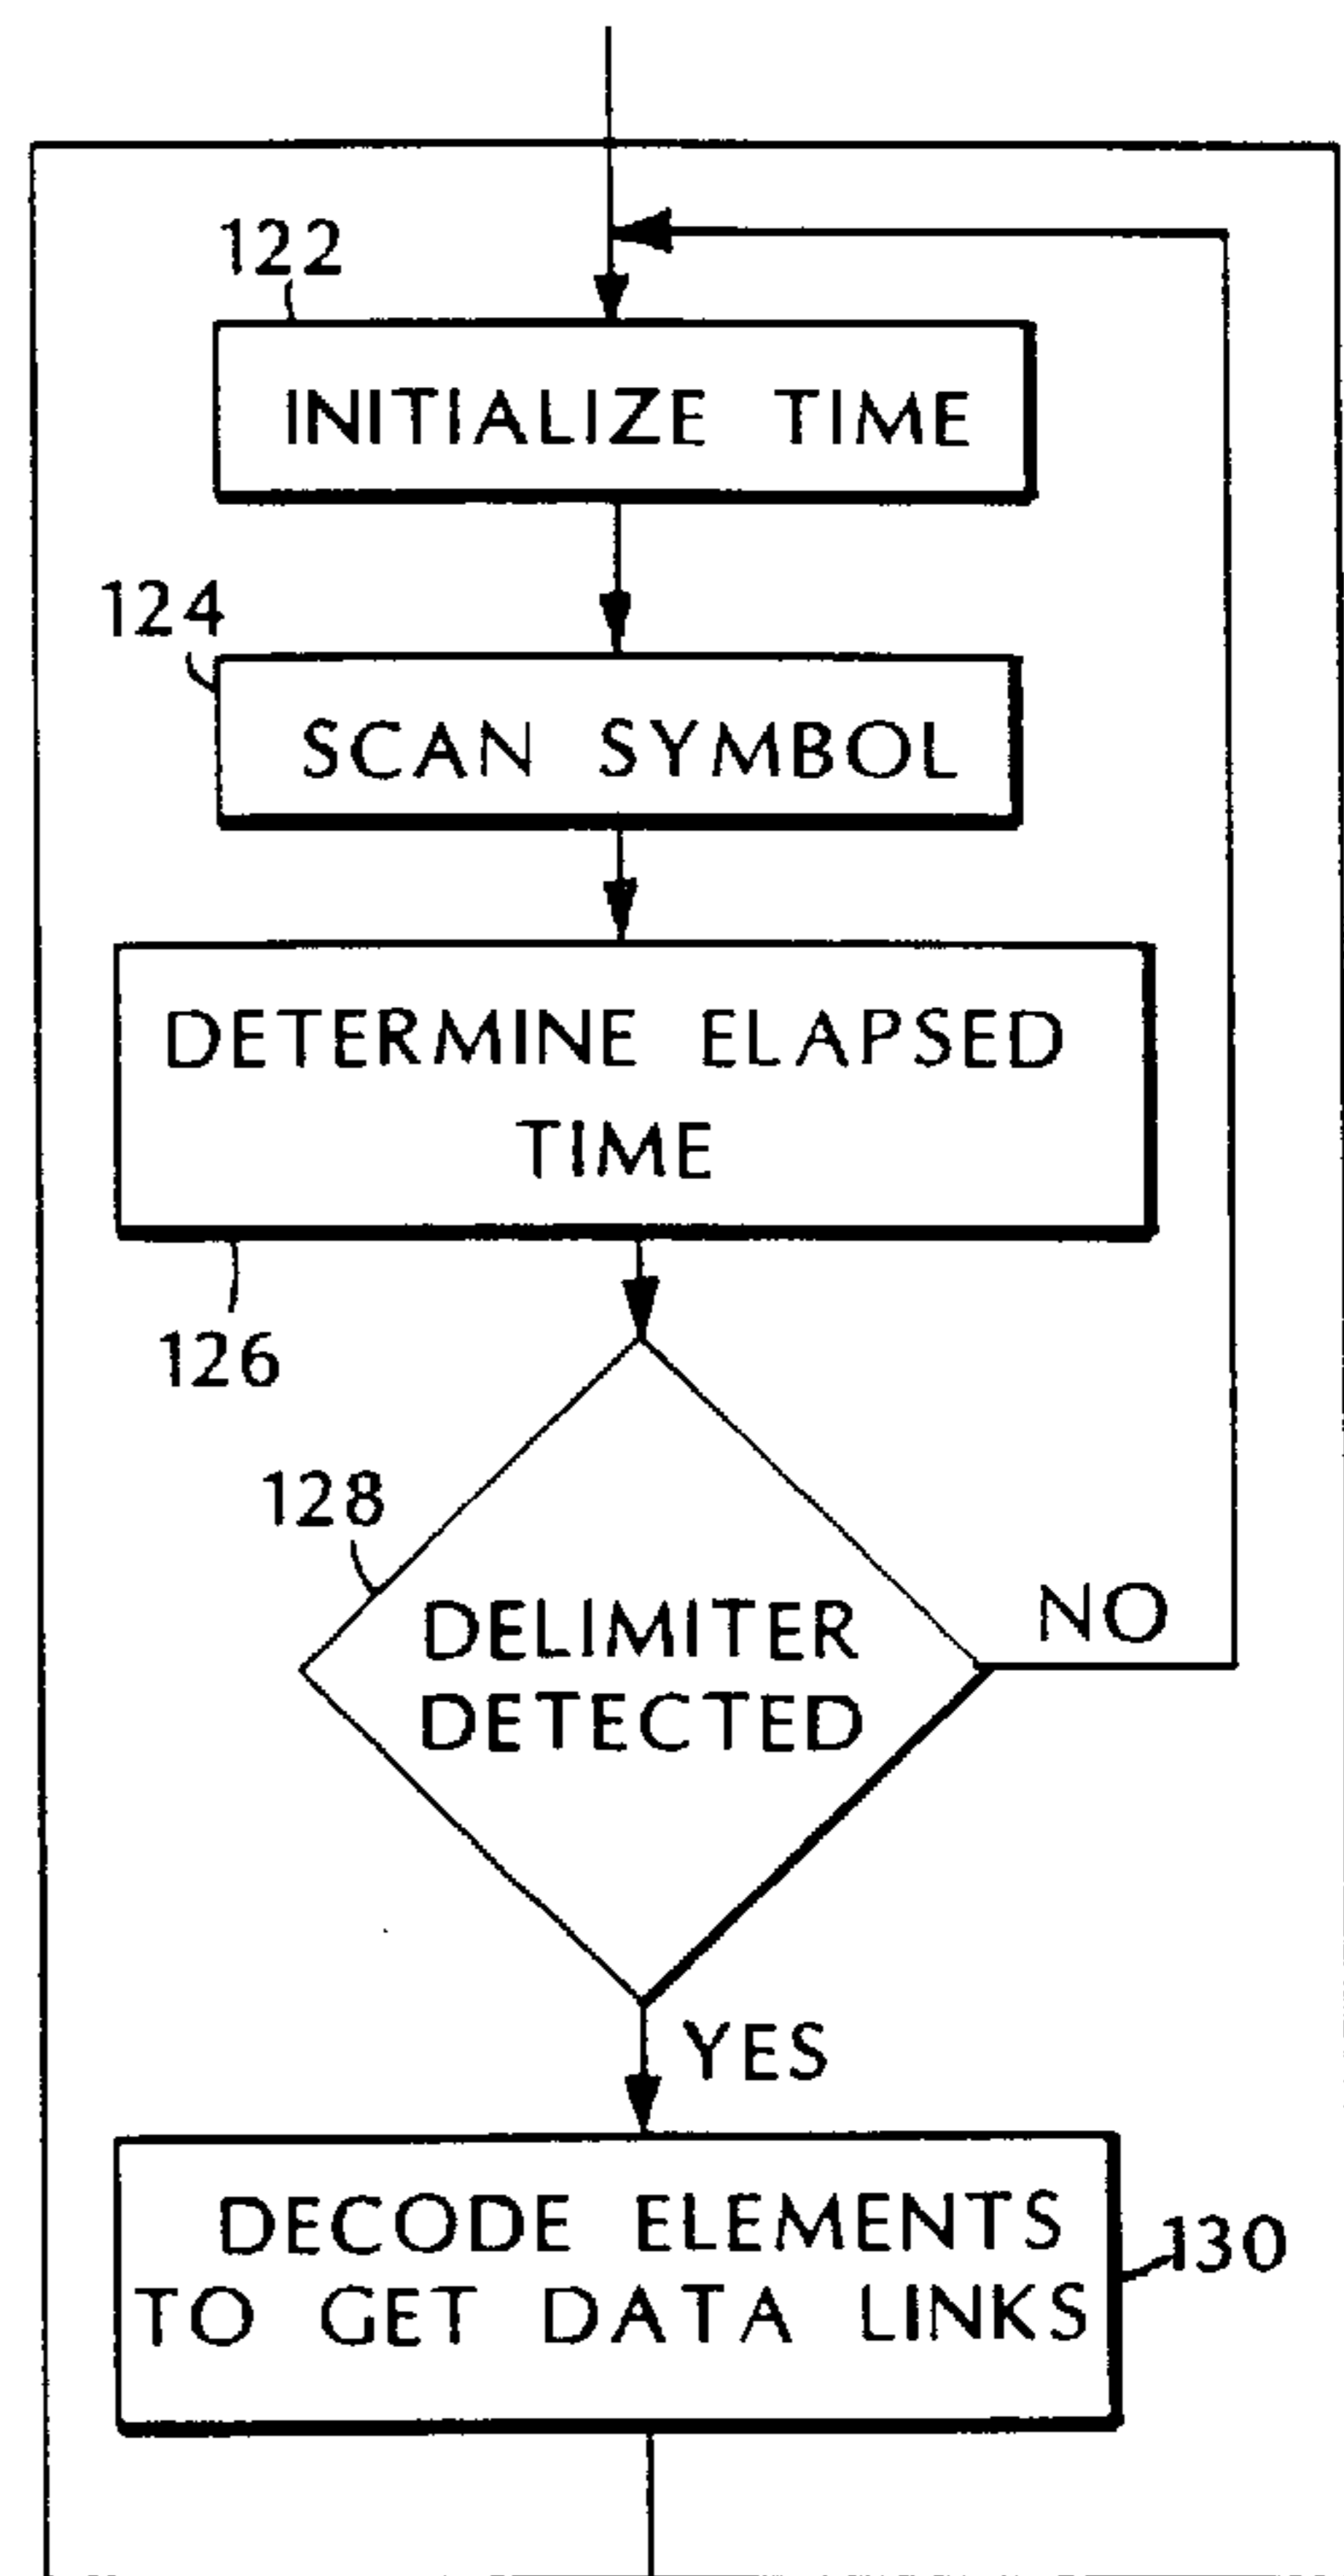 122
INITIALIZE TIME
124
SCAN SYMBOL
DETERMINE ELAPSED
TIME
126
128
DELIMITER
DETECTED
NO
YES
DECODE ELEMENTS
TO GET DATA LINKS
130